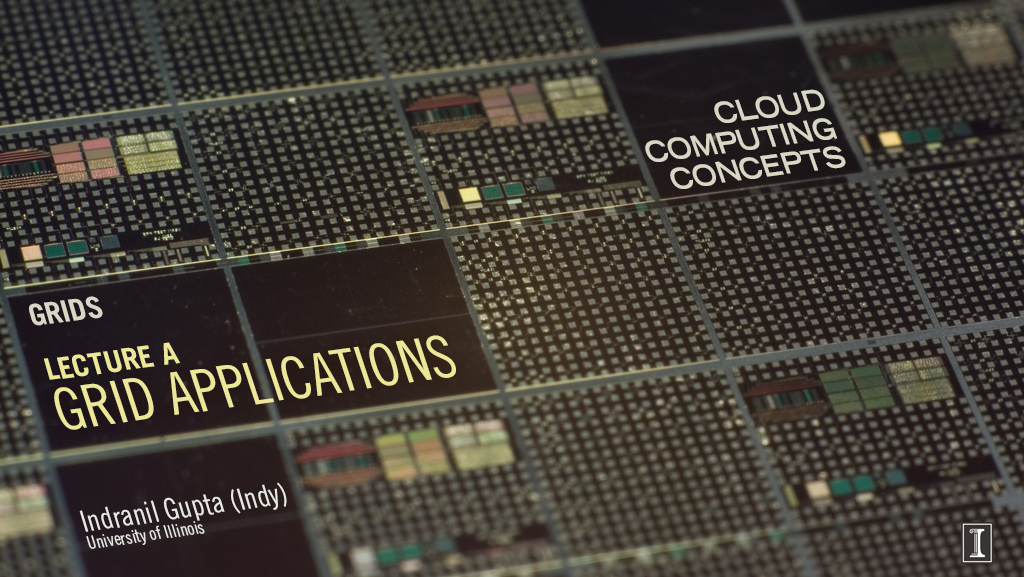 CLOUD
COMPUTING
CONCEPTS
GRIDS
LECTURE A
GRID APPLICATIONS
Indranil Gupta (Indy)
University of Illinois
I